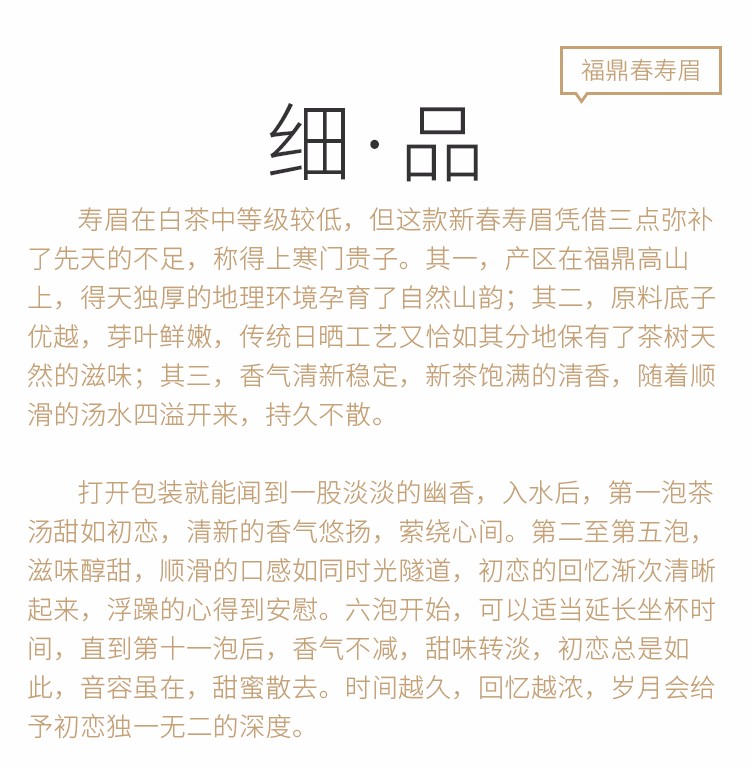 福鼎春寿眉
细·品
寿眉在白茶中等级较低，但这款新春寿眉凭借三点弥补
了先天的不足，称得上寒门贵子。其一，产区在福鼎高山
上，得天独厚的地理环境孕育了自然山韵；其二，原料底子
优越，芽叶鲜嫩，传统日晒工艺又恰如其分地保有了茶树天
然的滋味；其三，香气清新稳定，新茶饱满的清香，随着顺
滑的汤水四溢开来，持久不散。
打开包装就能闻到一股淡淡的幽香，入水后，第一泡茶
汤甜如初恋，清新的香气悠扬，萦绕心间。第二至第五泡，
滋味醇甜，顺滑的口感如同时光隧道，初恋的回忆渐次清晰
起来，浮躁的心得到安慰。六泡开始，可以适当延长坐杯时
间，直到第十一泡后，香气不减，甜味转淡，初恋总是如
此，音容虽在，甜蜜散去。时间越久，回忆越浓，岁月会给
予初恋独一无二的深度。